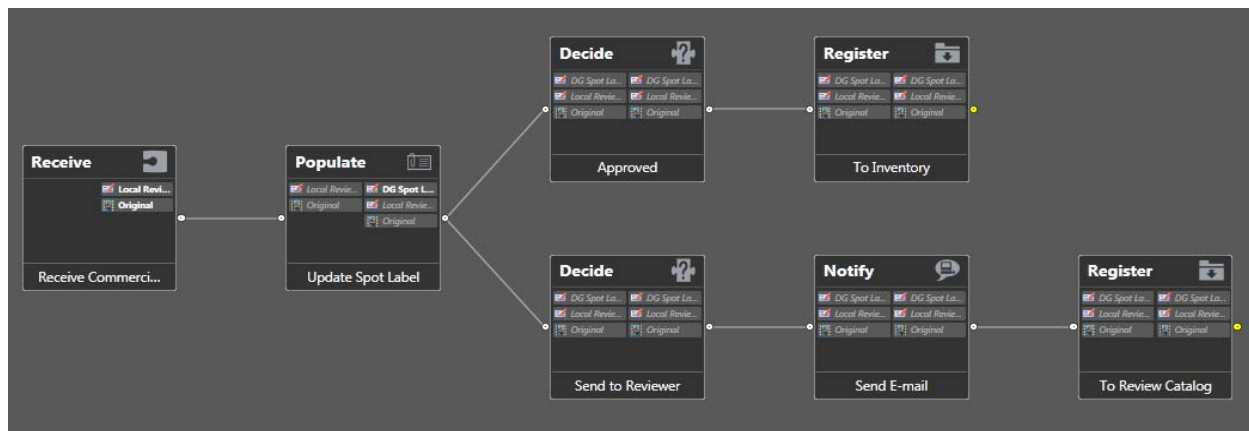 Receive
Local Revi...
Original
Receive Commerci...
Populate
Local Revie... DG Spot L...
Original Local Revie...
Original
Update Spot Label
Decide
DG Spot La... DG Spot La...
Local Revie... Local Revie...
Original Original
Approved
Register
DG Spot La... DG Spot La...
Local Revie... Local Revie...
Original Original
To Inventory
Decide
DG Spot La... DG Spot La...
Local Revie... Local Revie...
Original Original
Send to Reviewer
Notify
DG Spot La... DG Spot La...
Local Revie... Local Revie...
Original Original
Send E-mail
Register
DG Spot La... DG Spot La...
Local Revie... Local Revie...
Original Original
To Review Catalog